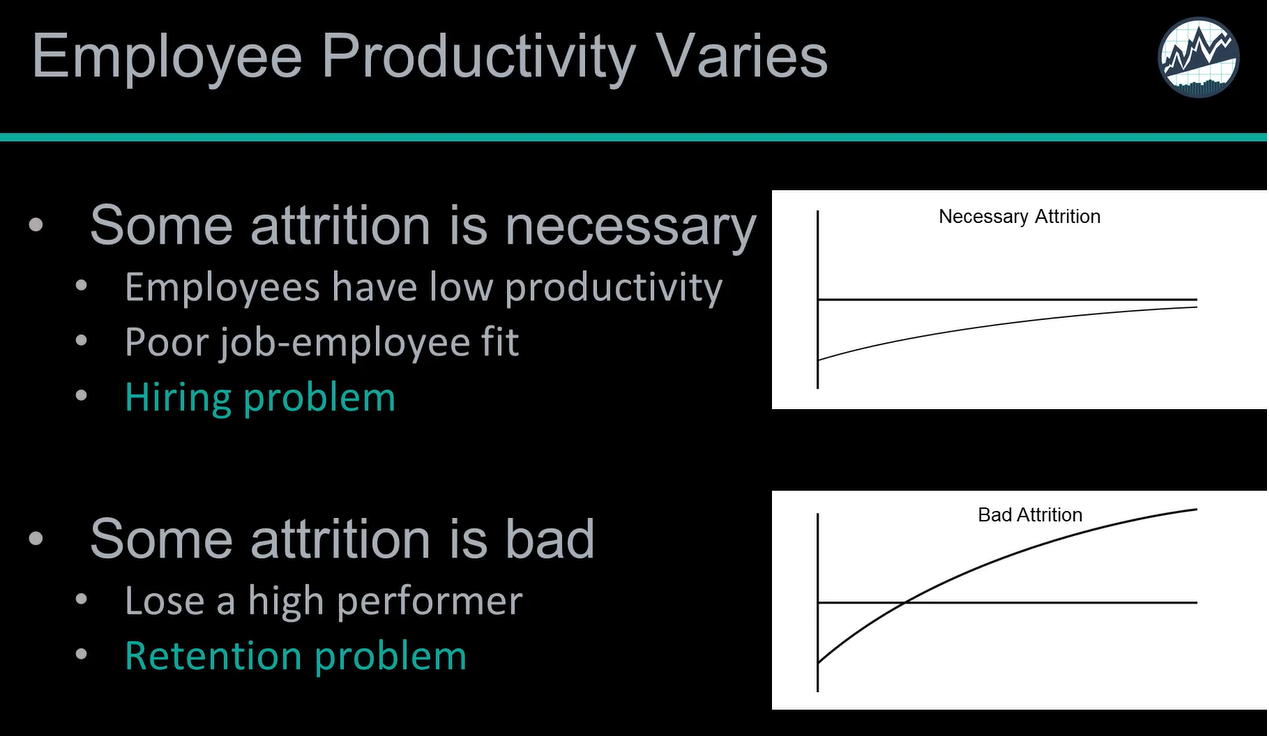 Employee Productivity Varies
• Some attrition is necessary
• Employees have low productivity
• Poor job-employee fit
• Hiring problem
Necessary Attrition
• Some attrition is bad
• Lose a high performer
• Retention problem
Bad Attrition